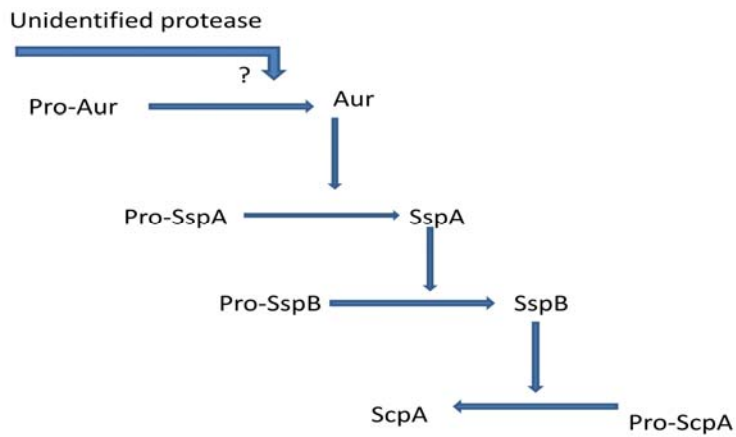 Unidentified protease
?
Pro-Aur
Aur
Pro-SspA
SspA
Pro-SspB
SspB
ScpA
Pro-ScpA